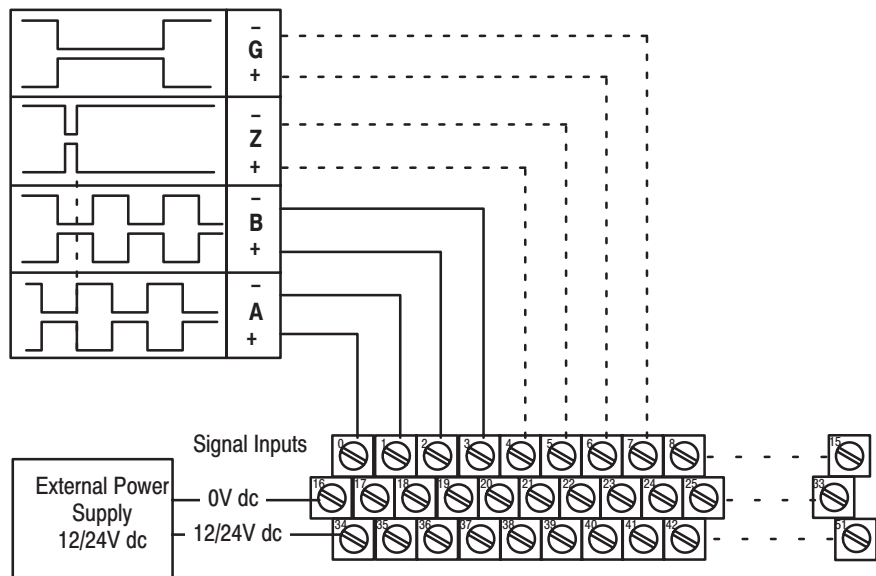 –
G
+
–
Z
+
–
B
+
–
A
+
Signal Inputs
0 1 2 3 4 5 6 7 8 15
External Power
Supply
12/24V dc
0V dc
16 17 18 19 20 21 22 23 24 25 33
12/24V dc
34 35 36 37 38 39 40 41 42 51